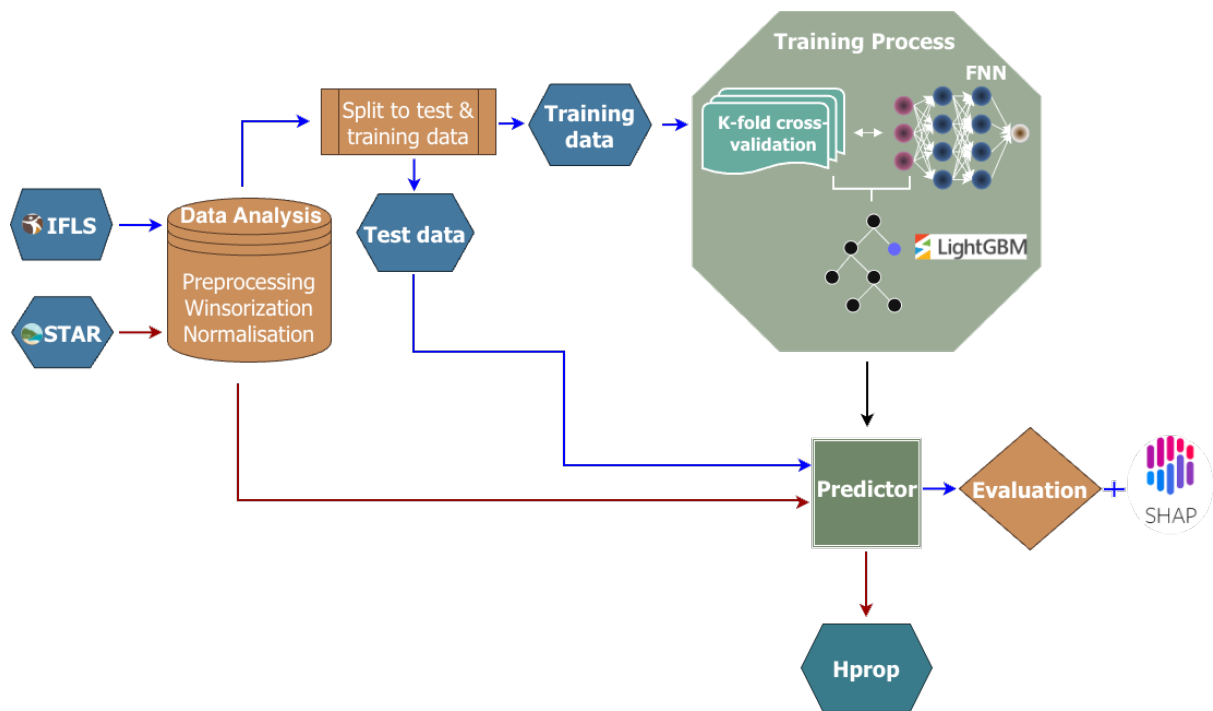 Training Process
FNN
K-fold cross-
validation
LightGBM
Split to test &
training data
Training
data
IFLS
Data Analysis
Test data
Preprocessing
Winsorization
Normalisation
STAR
Predictor
Evaluation
SHAP
Hprop